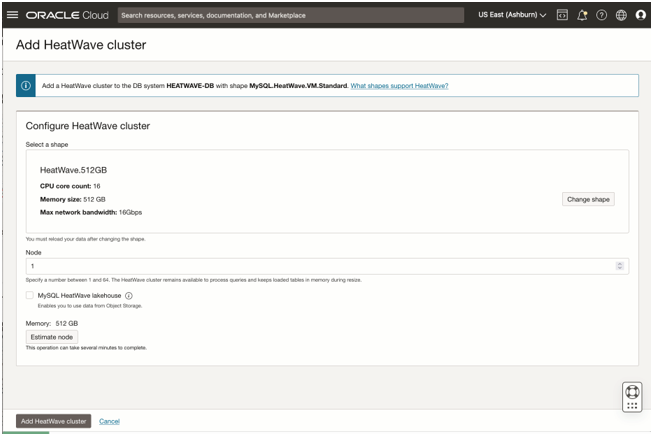 ORACLE Cloud
Search resources, services, documentation, and Marketplace
US East (Ashburn)
Add HeatWave cluster
Add a HeatWave cluster to the DB system HEATWAVE-DB with shape MySQL.HeatWave.VM.Standard. What shapes support HeatWave?
Configure HeatWave cluster
Select a shape
HeatWave.512GB
CPU core count: 16
Memory size: 512 GB
Max network bandwidth: 16Gbps
Change shape
You must reload your data after changing the shape.
Node
1
Specify a number between 1 and 64. The HeatWave cluster remains available to process queries and keeps loaded tables in memory during resize.
MySQL HeatWave lakehouse
Enables you to use data from Object Storage.
Memory: 512 GB
Estimate node
This operation can take several minutes to complete.
Add HeatWave cluster
Cancel